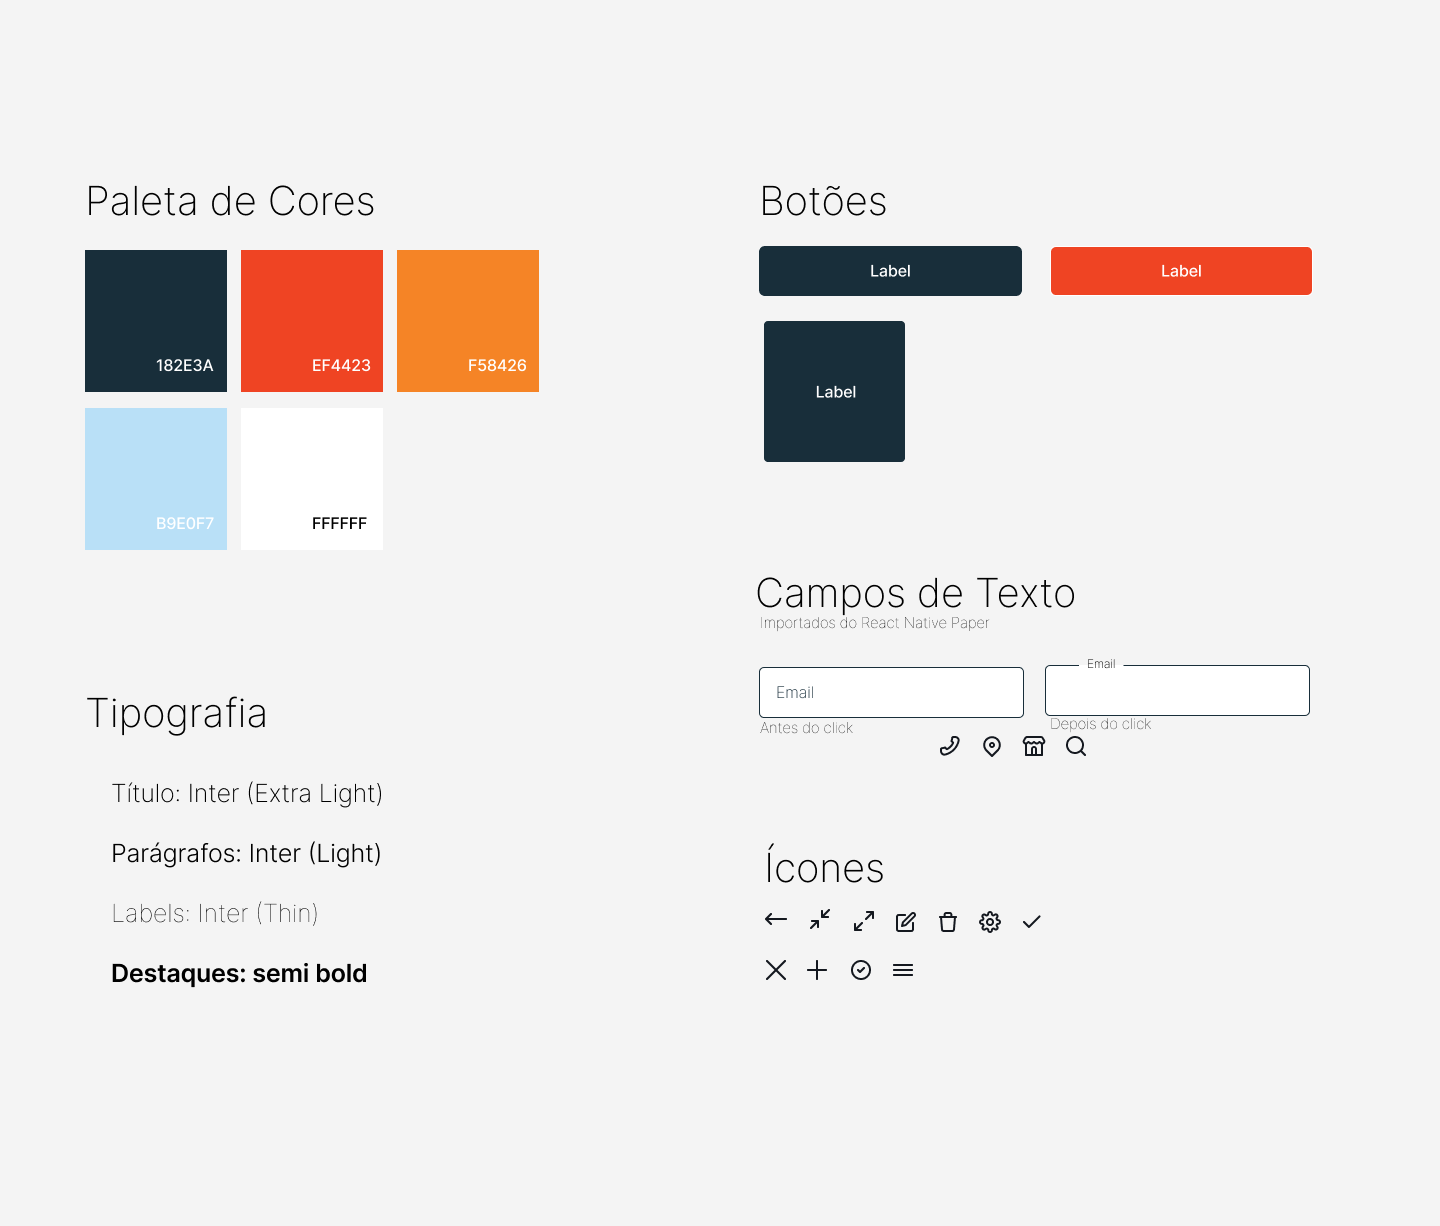 Paleta de Cores
182E3A
EF4423
F58426
B9E0F7
FFFFFF
Tipografia
Título: Inter (Extra Light)
Parágrafos: Inter (Light)
Labels: Inter (Thin)
Destaques: semi bold
Botões
Label
Label
Label
Campos de Texto
Importados do React Native Paper
Email
Email
Antes do click
Depois do click
Ícones